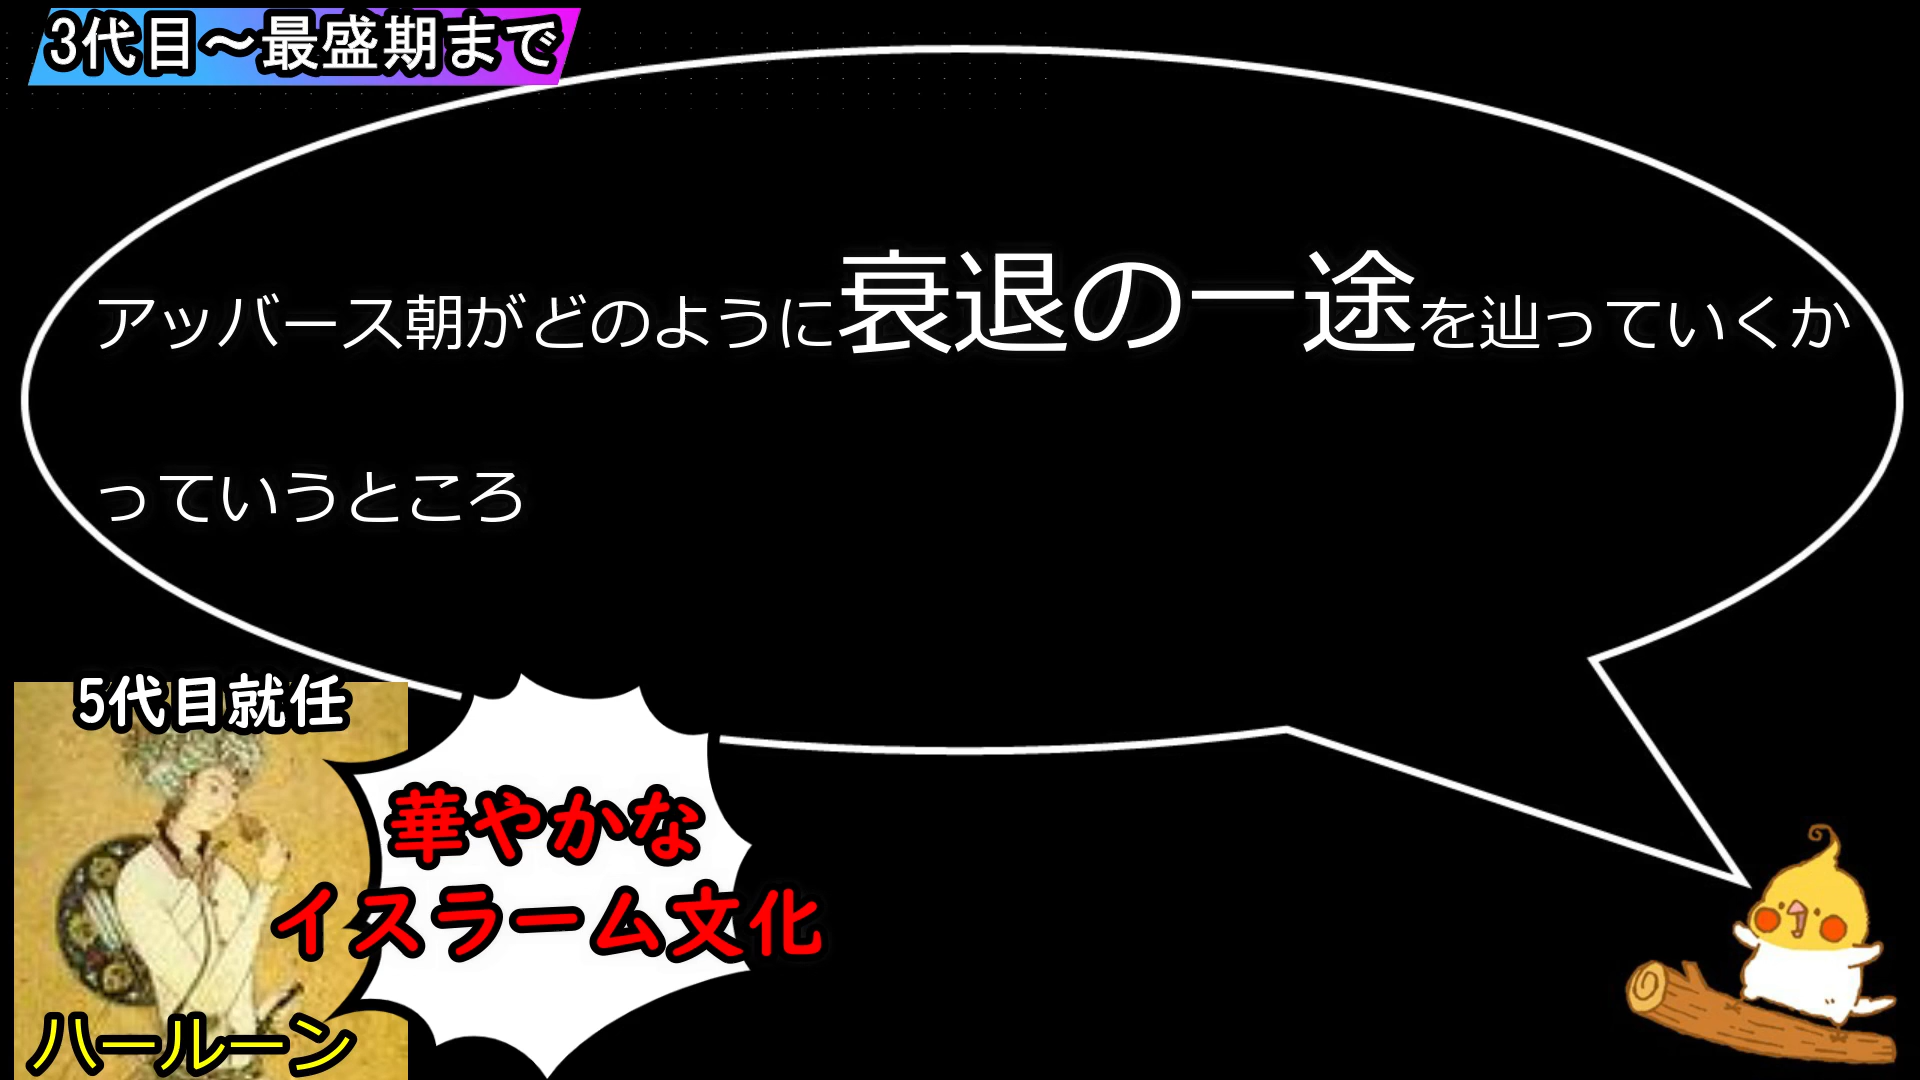 3代目～最盛期まで
アッバース朝がどのように衰退の一途を辿っていくか
っていうところ
5代目就任
華やかな
イスラーム文化
ハールーン